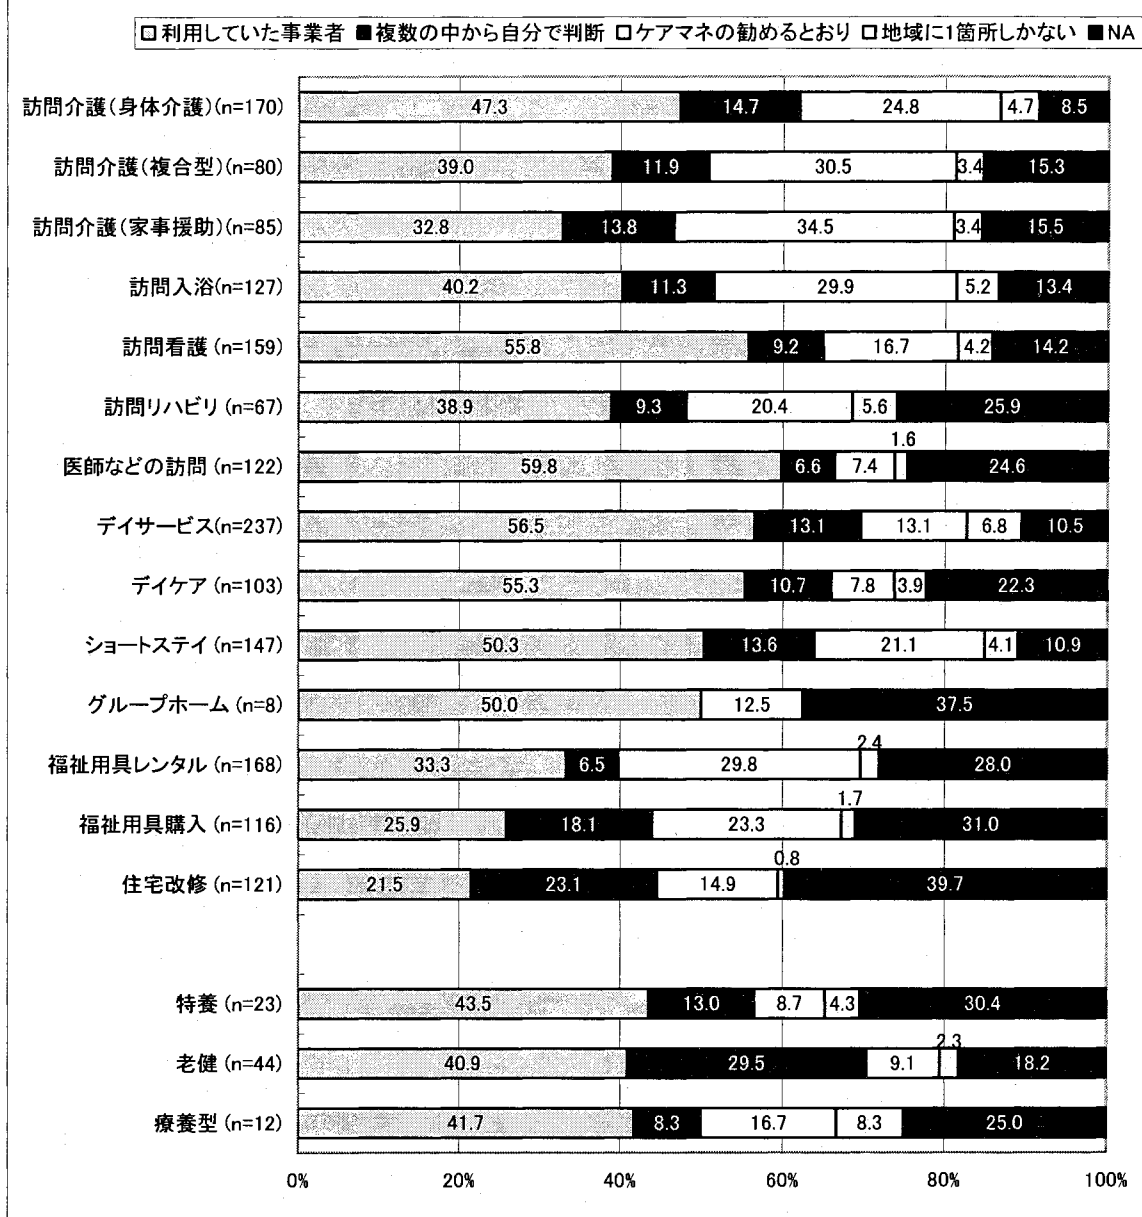 □利用していた事業者 ■複数の中から自分で判断 □ケアマネの勧めるとおり □地域に1箇所しかない ■NA
訪問介護(身体介護)(n=170) 47.3 14.7 24.8 4.7 8.5
訪問介護(複合型)(n=80) 39.0 11.9 30.5 3.4 15.3
訪問介護(家事援助)(n=85) 32.8 13.8 34.5 3.4 15.5
訪問入浴(n=127) 40.2 11.3 29.9 5.2 13.4
訪問看護(n=159) 55.8 9.2 16.7 4.2 14.2
訪問リハビリ(n=67) 38.9 9.3 20.4 5.6 25.9
1.6
医師などの訪問(n=122) 59.8 6.6 7.4 24.6
デイサービス(n=237) 56.5 13.1 13.1 6.8 10.5
デイケア(n=103) 55.3 10.7 7.8 3.9 22.3
ショートステイ(n=147) 50.3 13.6 21.1 4.1 10.9
グループホーム(n=8) 50.0 12.5 37.5
2.4
福祉用具レンタル(n=168) 33.3 6.5 29.8 28.0
1.7
福祉用具購入(n=116) 25.9 18.1 23.3 31.0
0.8
住宅改修(n=121) 21.5 23.1 14.9 39.7
特養(n=23) 43.5 13.0 8.7 4.3 30.4
2.3
老健(n=44) 40.9 29.5 9.1 18.2
療養型(n=12) 41.7 8.3 16.7 8.3 25.0
0% 20% 40% 60% 80% 100%